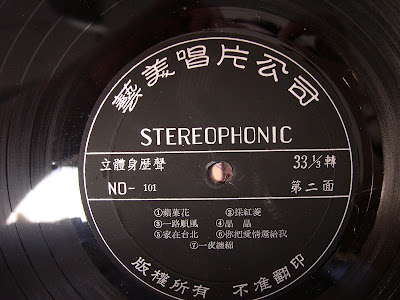 藝美唱片公司
STEREOPHONIC
立體身歷聲 33⅓轉
NO- 101 第二面
①蘋菓花 ②採紅菱
③一路順風 ④晶晶
⑤家在台北 ⑥你把愛情還給我
⑦一夜纏綿
版權所有 不准翻印